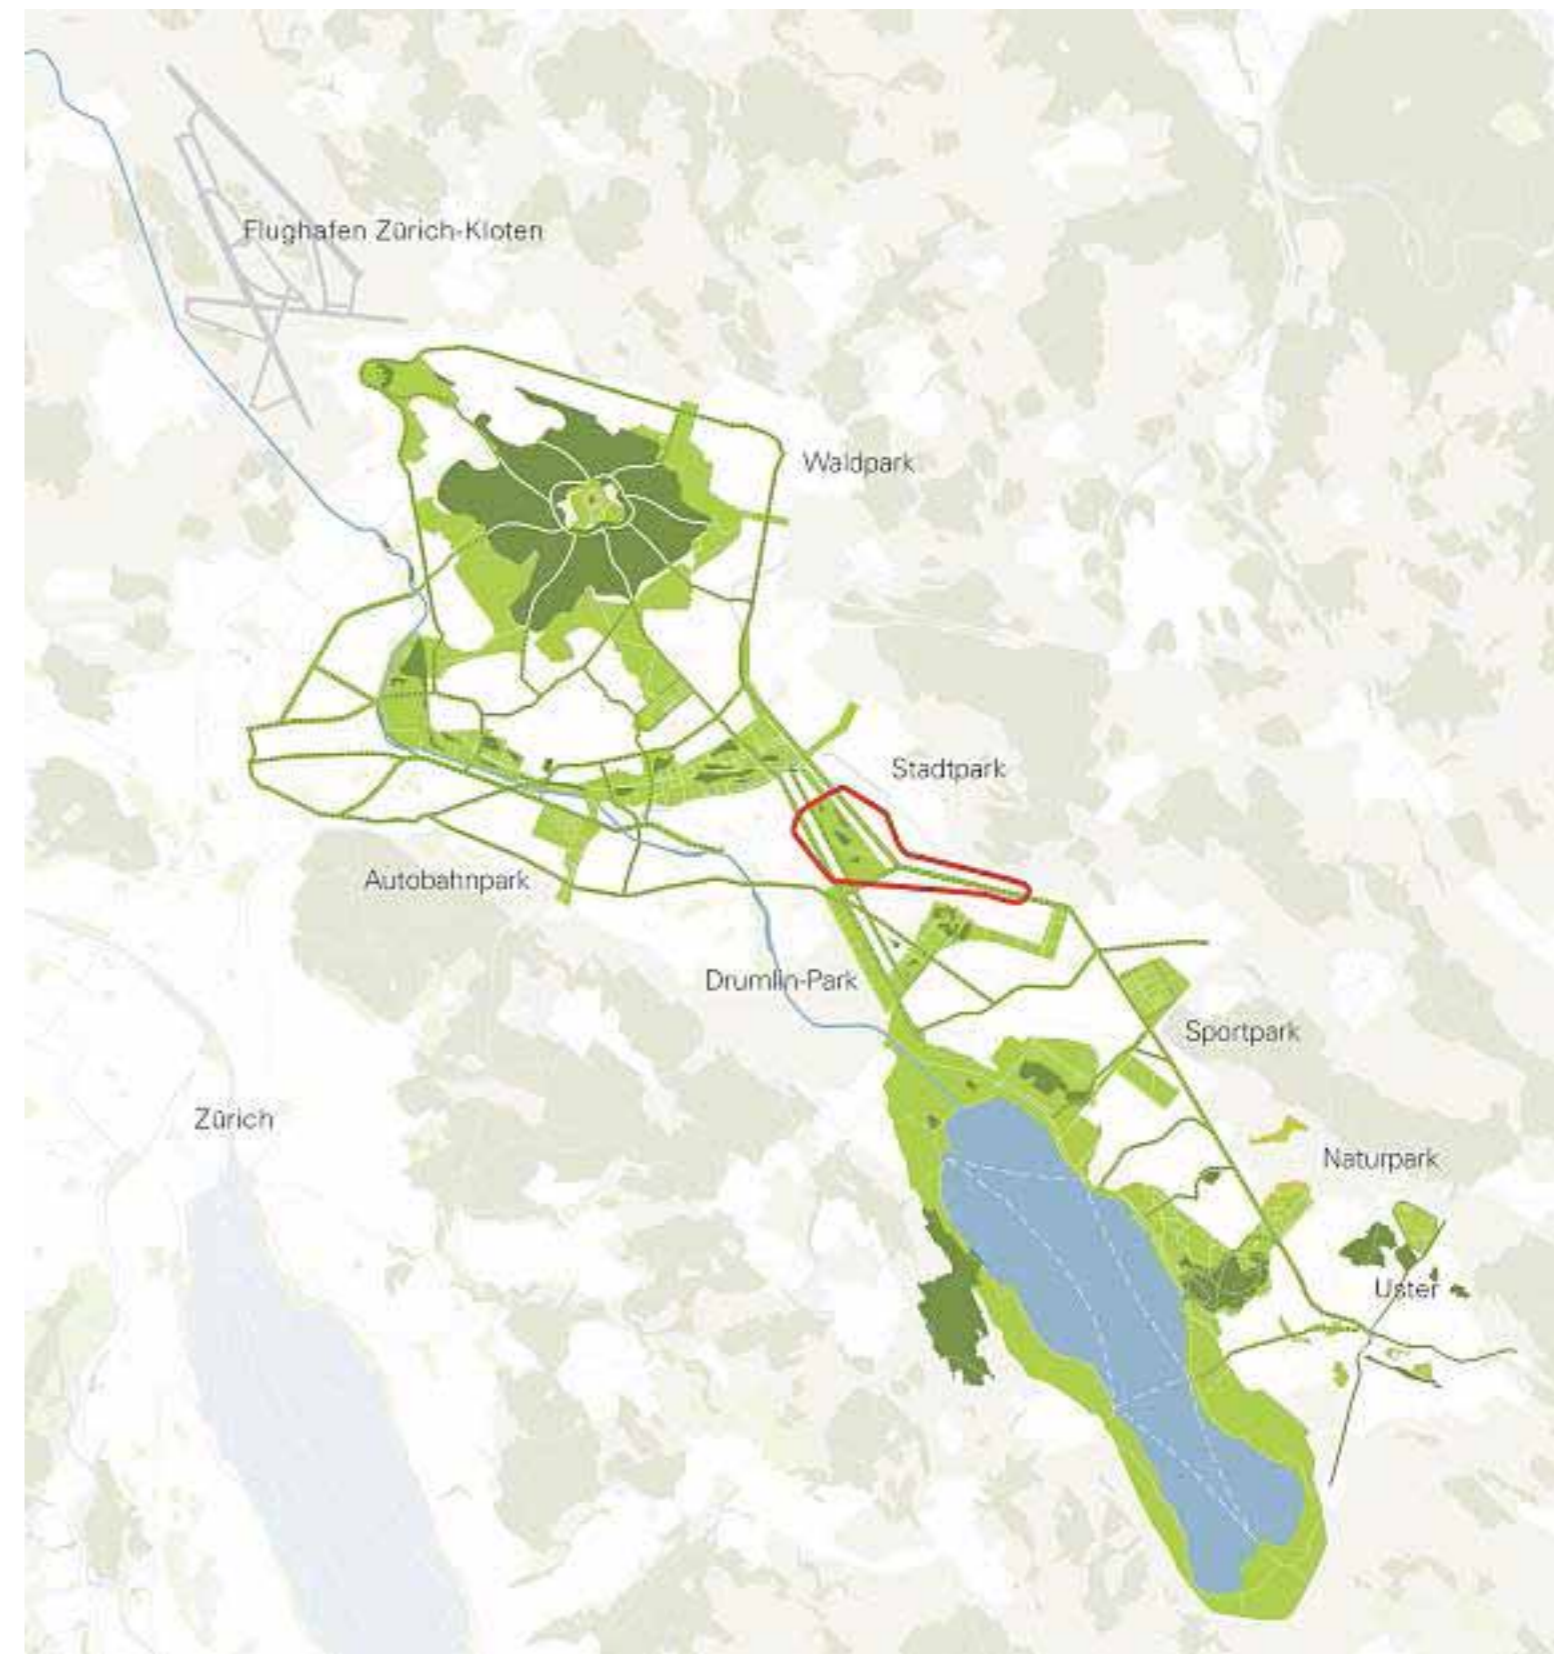 Flughafen Zürich-Kloten
Waldpark
Stadtpark
Autobahnpark
Drumlin-Park
Sportpark
Zürich
Naturpark
Uster